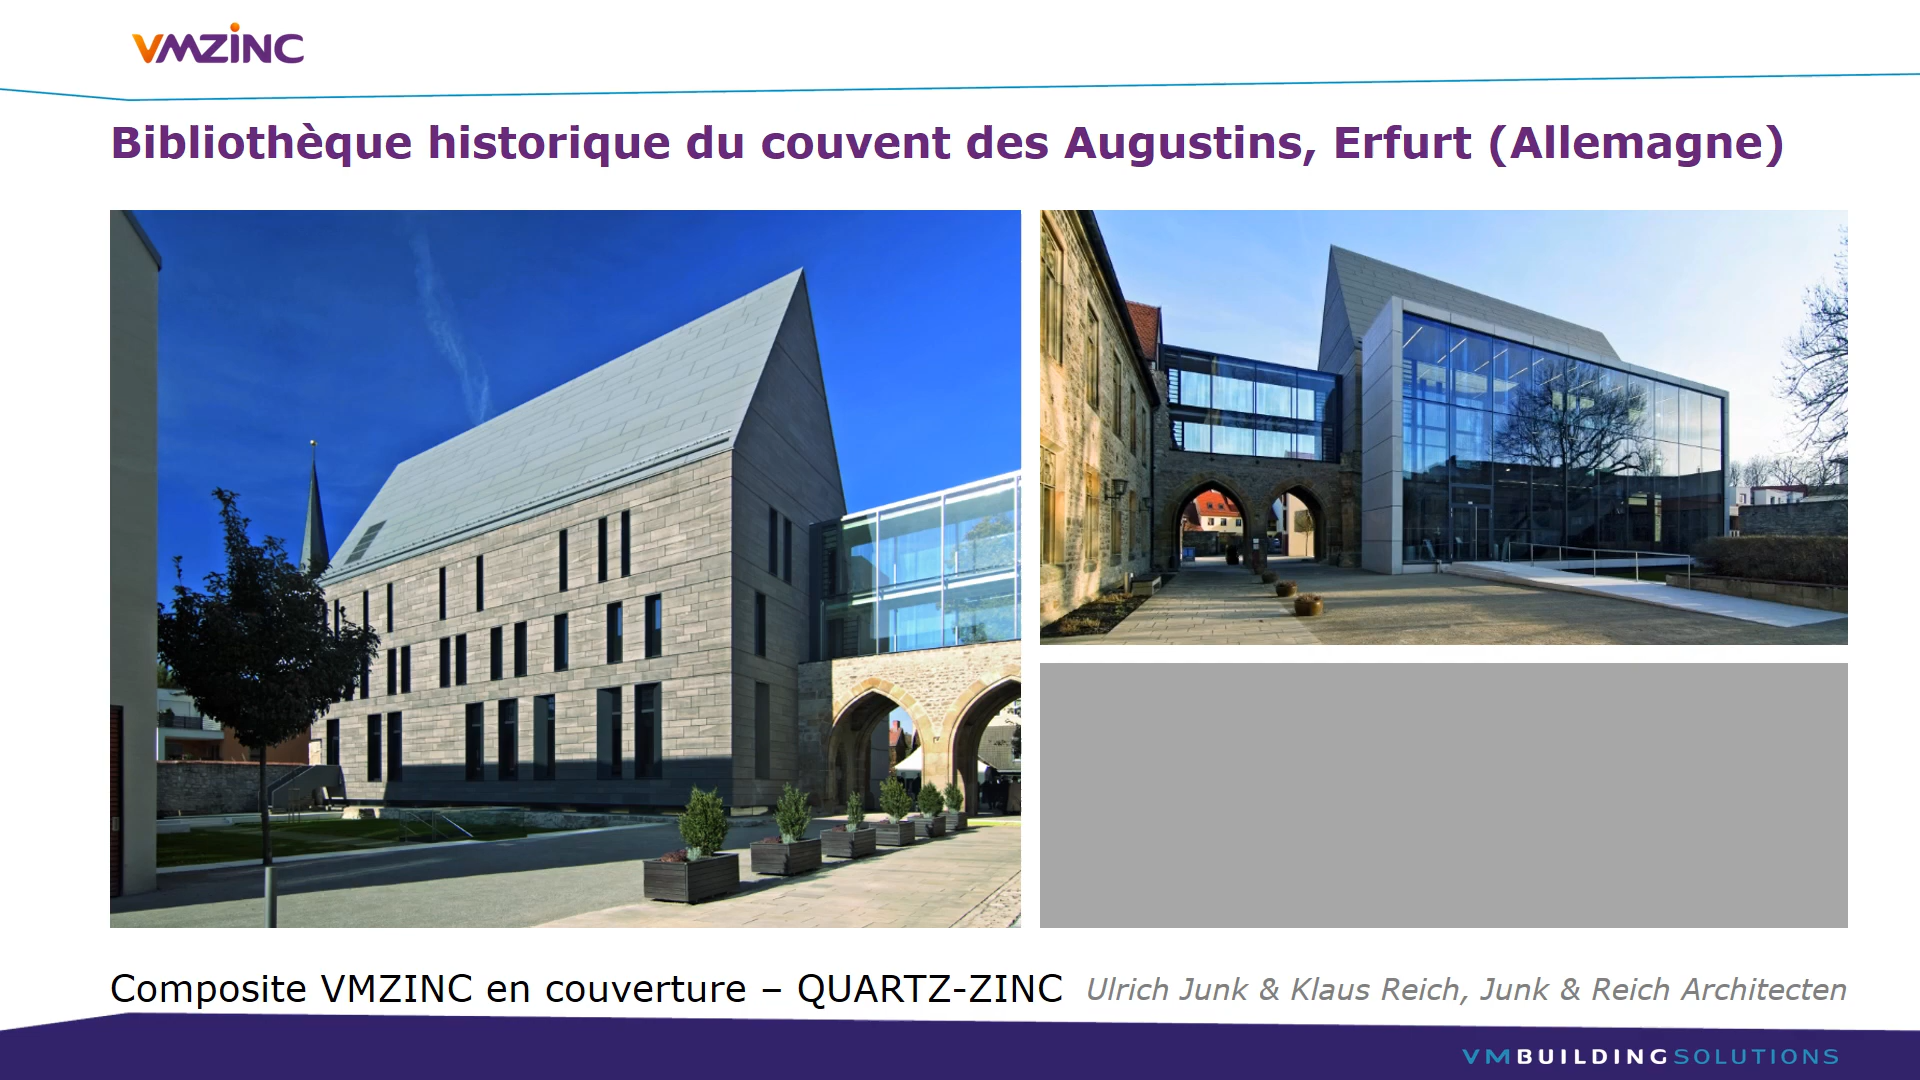 VMZINC
Bibliothèque historique du couvent des Augustins, Erfurt (Allemagne)
Composite VMZINC en couverture – QUARTZ-ZINC
Ulrich Junk & Klaus Reich, Junk & Reich Architecten
VMBUILDINGSOLUTIONS